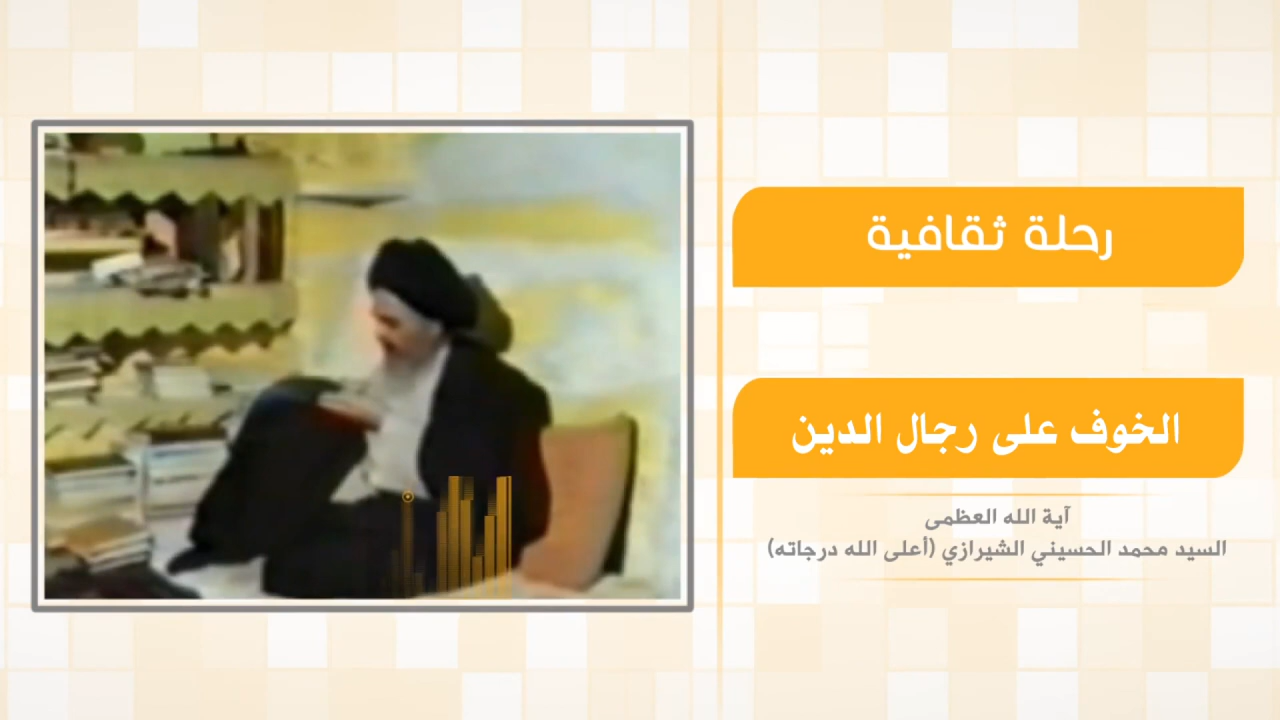 رحلة ثقافية
الخوف على رجال الدين
آية الله العظمى
السيد محمد الحسيني الشيرازي (أعلى الله درجاته)